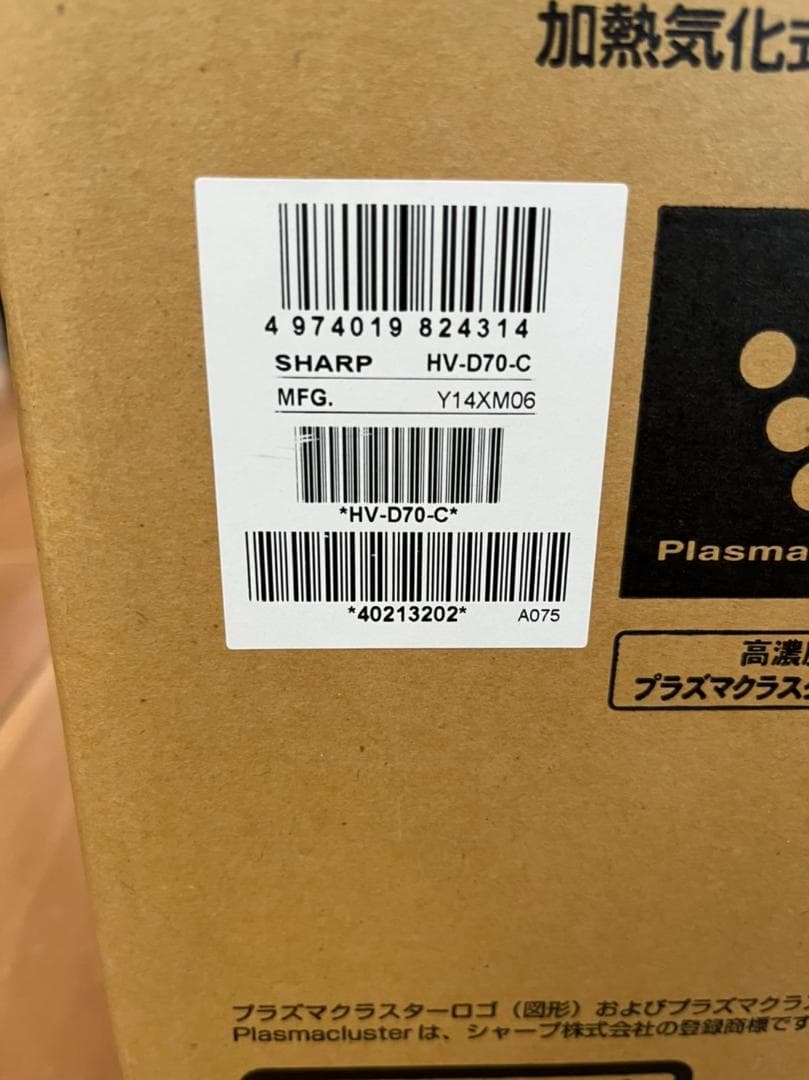 加熱気化式
4 974019 824314
SHARP HV-D70-C
MFG. Y14XM06
*HV-D70-C*
*40213202* A075
Plasma
高濃度
プラズマクラスタ
プラズマクラスターロゴ（図形）およびプラズマクラス
Plasmaclusterは、シャープ株式会社の登録商標です